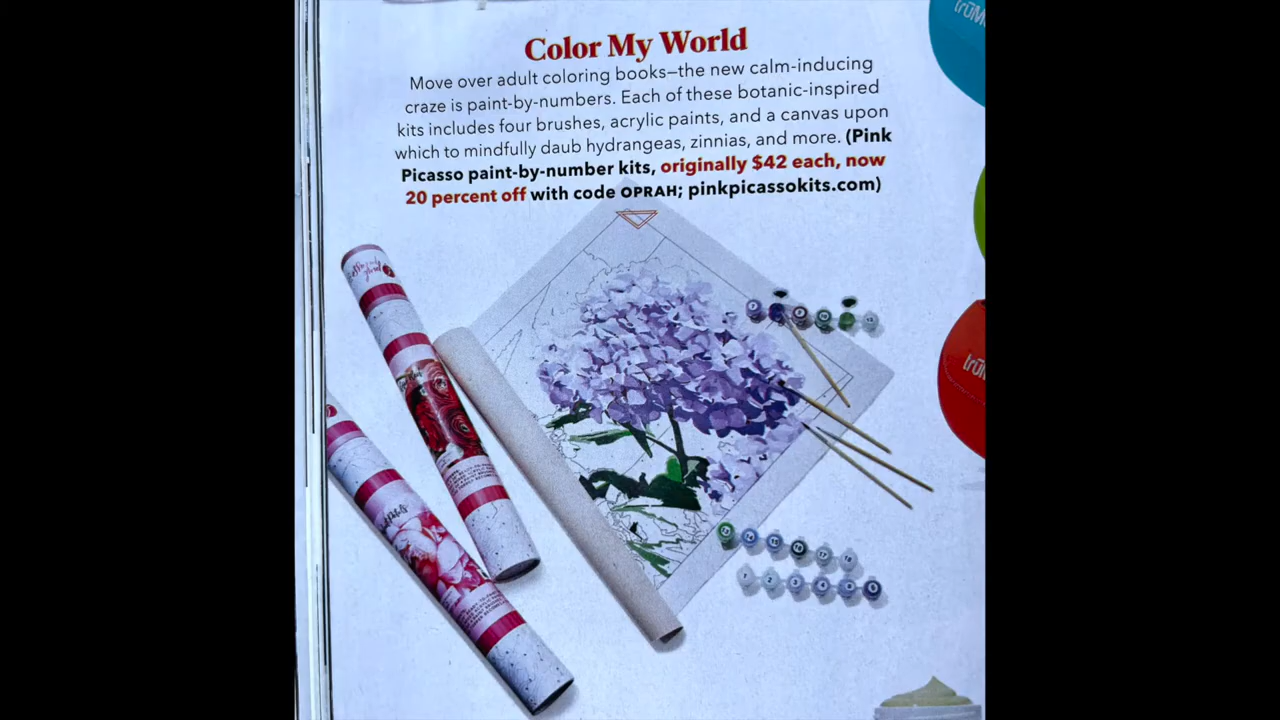 Color My World
Move over adult coloring books—the new calm-inducing
craze is paint-by-numbers. Each of these botanic-inspired
kits includes four brushes, acrylic paints, and a canvas upon
which to mindfully daub hydrangeas, zinnias, and more. (Pink
Picasso paint-by-number kits, originally $42 each, now
20 percent off with code OPRAH; pinkpicassokits.com)